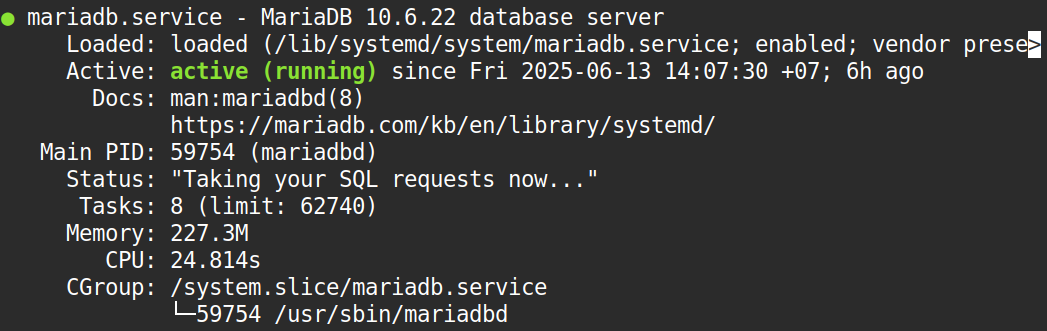 ● mariadb.service - MariaDB 10.6.22 database server
Loaded: loaded (/lib/systemd/system/mariadb.service; enabled; vendor prese>
Active: active (running) since Fri 2025-06-13 14:07:30 +07; 6h ago
Docs: man:mariadbd(8)
https://mariadb.com/kb/en/library/systemd/
Main PID: 59754 (mariadbd)
Status: "Taking your SQL requests now..."
Tasks: 8 (limit: 62740)
Memory: 227.3M
CPU: 24.814s
CGroup: /system.slice/mariadb.service
└─59754 /usr/sbin/mariadbd